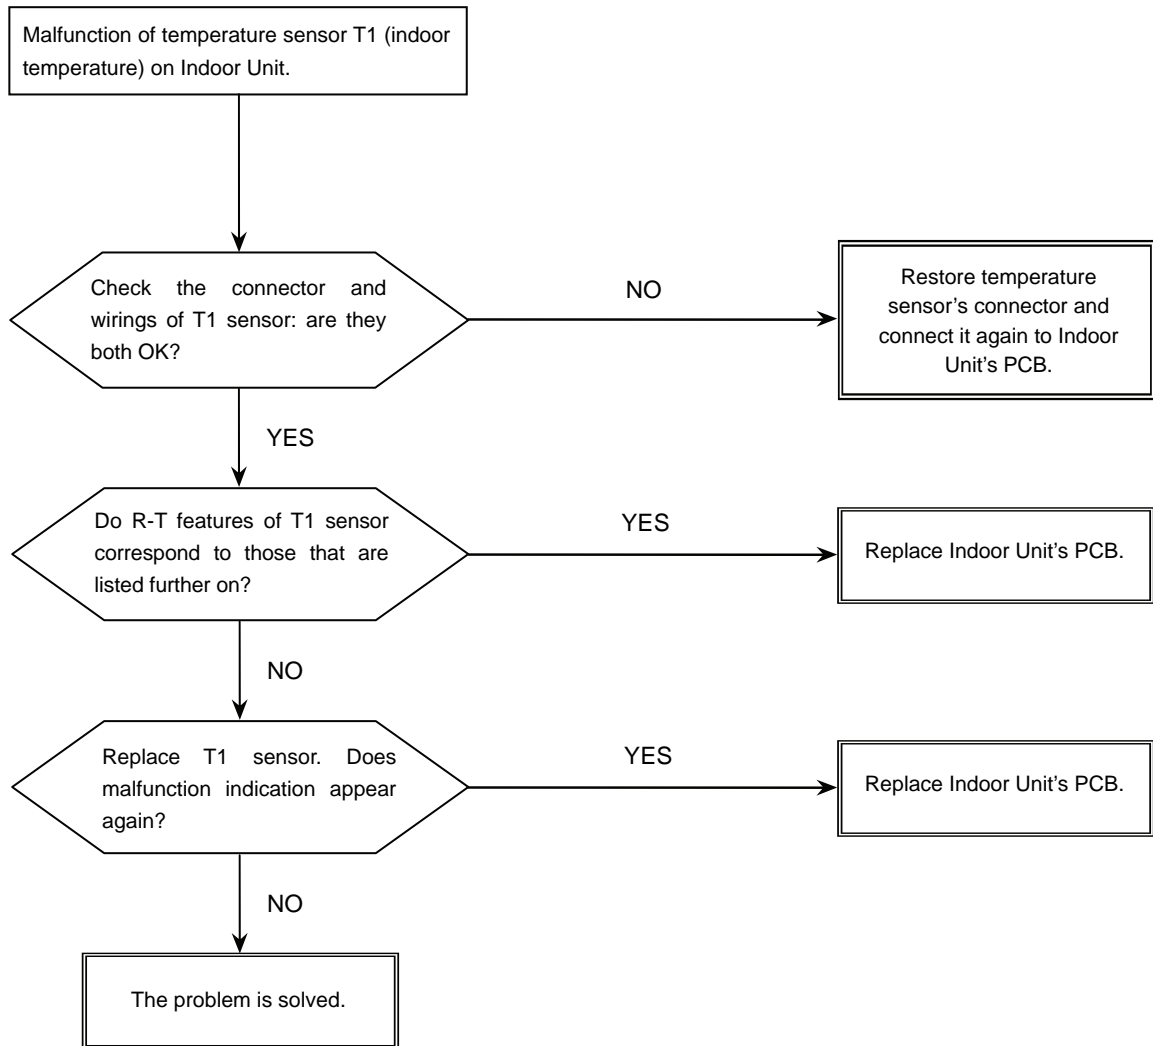 Malfunction of temperature sensor T1 (indoor
temperature) on Indoor Unit.
Check the connector and
wirings of T1 sensor: are they
both OK?
NO
Restore temperature
sensor’s connector and
connect it again to Indoor
Unit’s PCB.
YES
Do R-T features of T1 sensor
correspond to those that are
listed further on?
YES
Replace Indoor Unit’s PCB.
NO
Replace T1 sensor. Does
malfunction indication appear
again?
YES
Replace Indoor Unit’s PCB.
NO
The problem is solved.